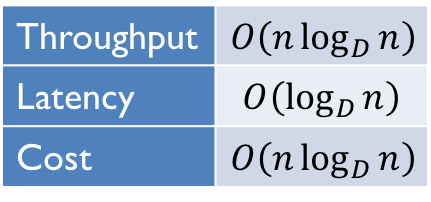 Throughput O(n log_D n)
Latency O(log_D n)
Cost O(n log_D n)